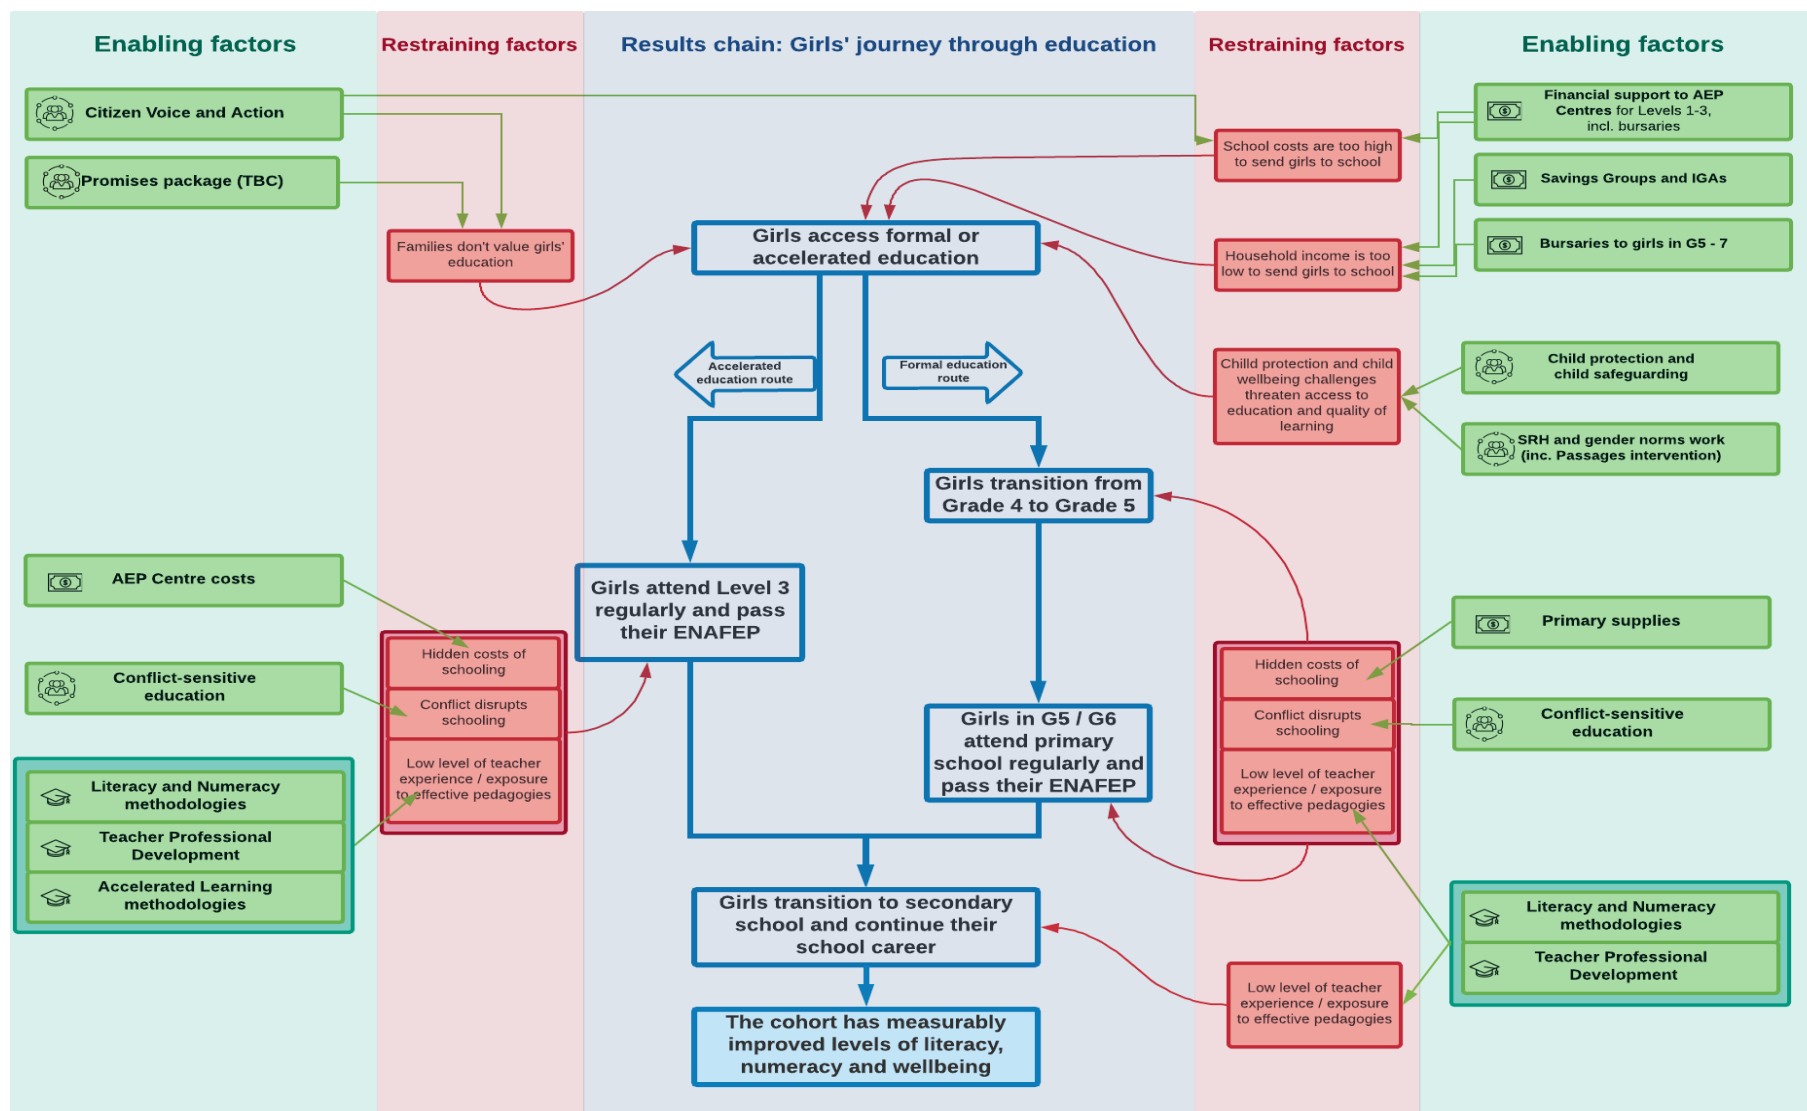 Enabling factors
Restraining factors
Results chain: Girls' journey through education
Restraining factors
Enabling factors
Citizen Voice and Action
Promises package (TBC)
Families don't value girls'
education
School costs are too high
to send girls to school
Financial support to AEP
Centres for Levels 1-3,
incl. bursaries
Savings Groups and IGAs
Bursaries to girls in G5 - 7
Household income is too
low to send girls to school
Girls access formal or
accelerated education
Accelerated
education route
Formal education
route
Chilld protection and child
wellbeing challenges
threaten access to
education and quality of
learning
Child protection and
child safeguarding
SRH and gender norms work
(inc. Passages intervention)
Girls transition from
Grade 4 to Grade 5
AEP Centre costs
Conflict-sensitive
education
Literacy and Numeracy
methodologies
Teacher Professional
Development
Accelerated Learning
methodologies
Hidden costs of
schooling
Conflict disrupts
schooling
Low level of teacher
experience / exposure
to effective pedagogies
Girls attend Level 3
regularly and pass
their ENAFEP
Girls in G5 / G6
attend primary
school regularly and
pass their ENAFEP
Hidden costs of
schooling
Conflict disrupts
schooling
Low level of teacher
experience / exposure
to effective pedagogies
Primary supplies
Conflict-sensitive
education
Literacy and Numeracy
methodologies
Teacher Professional
Development
Girls transition to secondary
school and continue their
school career
Low level of teacher
experience / exposure
to effective pedagogies
The cohort has measurably
improved levels of literacy,
numeracy and wellbeing